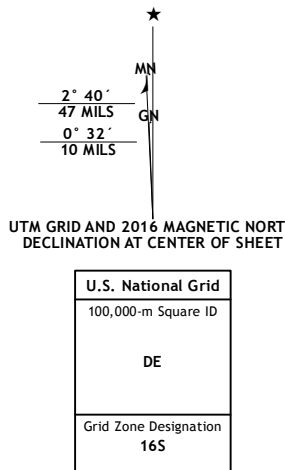 ★
MN
2° 40´
47 MILS
GN
0° 32´
10 MILS
UTM GRID AND 2016 MAGNETIC NORT
DECLINATION AT CENTER OF SHEET
U.S. National Grid
100,000-m Square ID
DE
Grid Zone Designation
16S